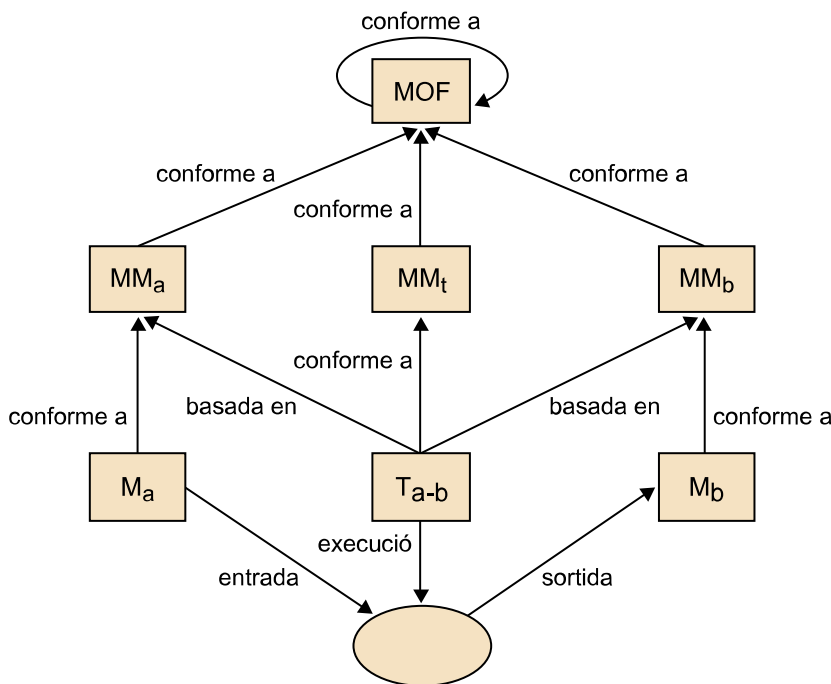 conforme a
MOF
conforme a
conforme a
conforme a
MMa
MMt
MMb
conforme a
conforme a
basada en
basada en
conforme a
Ma
Ta-b
Mb
execució
entrada
sortida